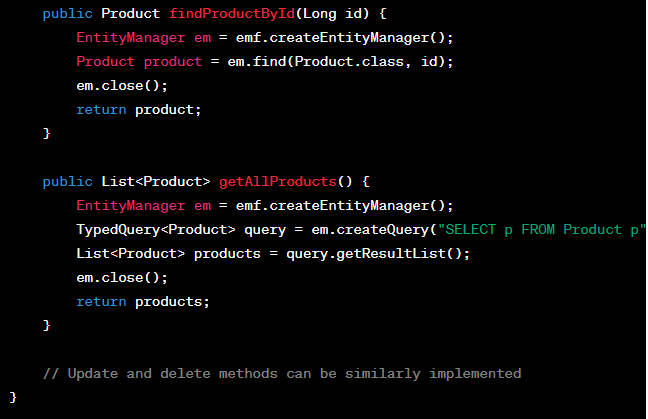 public Product findProductById(Long id) {
EntityManager em = emf.createEntityManager();
Product product = em.find(Product.class, id);
em.close();
return product;
}
public List<Product> getAllProducts() {
EntityManager em = emf.createEntityManager();
TypedQuery<Product> query = em.createQuery("SELECT p FROM Product p"
List<Product> products = query.getResultList();
em.close();
return products;
}
// Update and delete methods can be similarly implemented
}